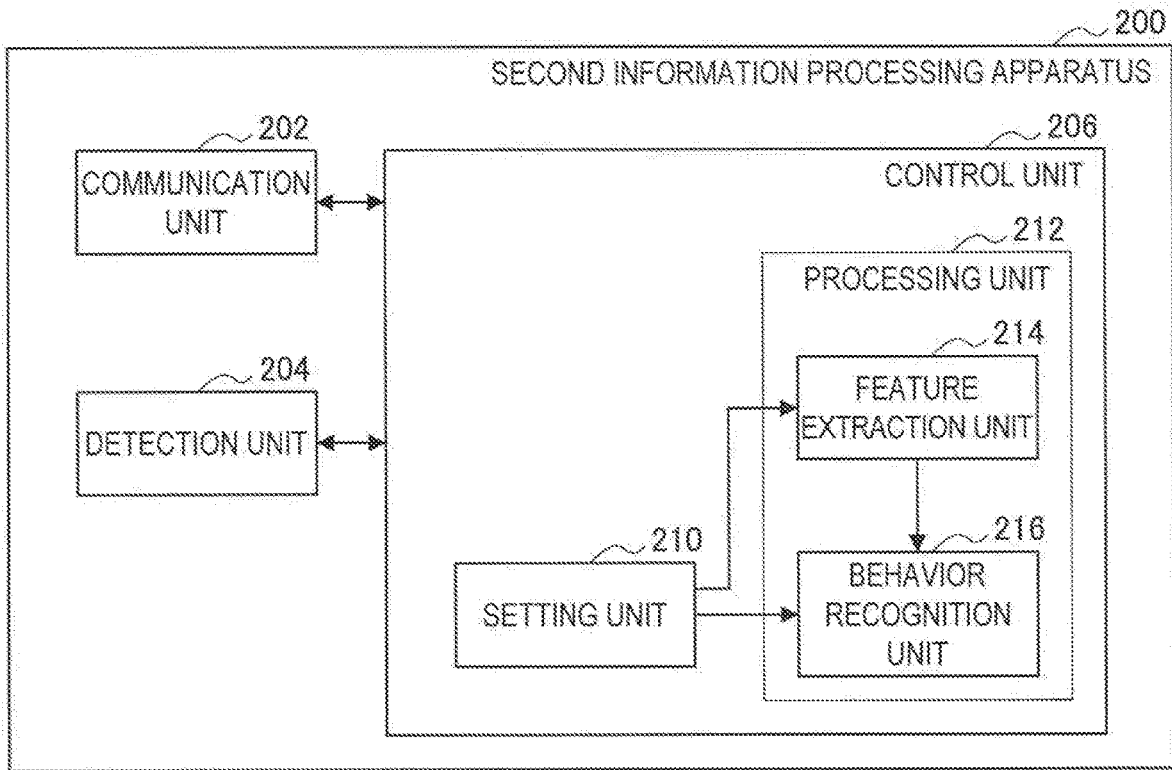 200
SECOND INFORMATION PROCESSING APPARATUS
202
COMMUNICATION
UNIT
206
CONTROL UNIT
212
PROCESSING UNIT
204
DETECTION UNIT
214
FEATURE
EXTRACTION UNIT
210
SETTING UNIT
216
BEHAVIOR
RECOGNITION
UNIT